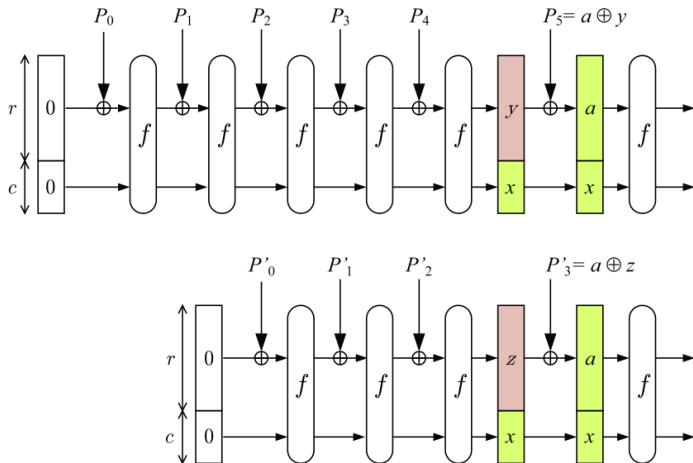 P₀ P₁ P₂ P₃ P₄ P₅= a ⊕ y
r 0 f f f f f y a f
c 0 x x
P'₀ P'₁ P'₂ P'₃= a ⊕ z
r 0 f f f z a f
c 0 x x